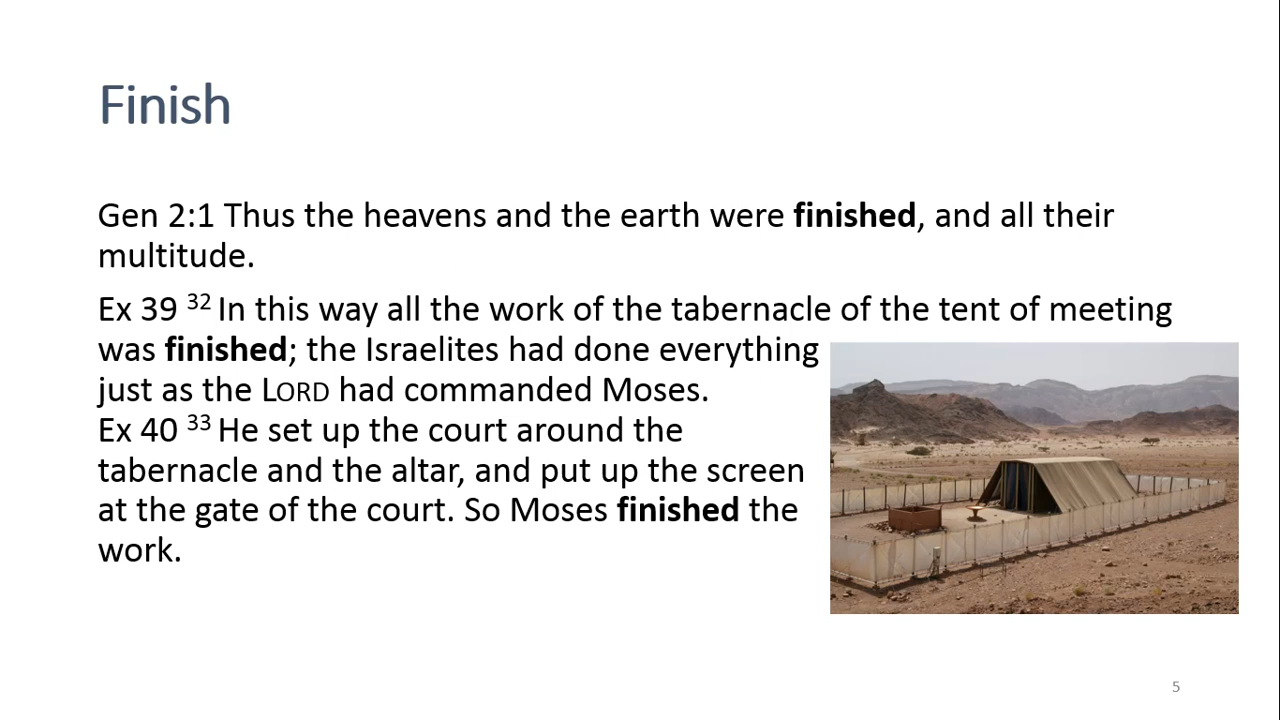 Finish
Gen 2:1 Thus the heavens and the earth were finished, and all their
multitude.
Ex 39 32 In this way all the work of the tabernacle of the tent of meeting
was finished; the Israelites had done everything
just as the LORD had commanded Moses.
Ex 40 33 He set up the court around the
tabernacle and the altar, and put up the screen
at the gate of the court. So Moses finished the
work.
5